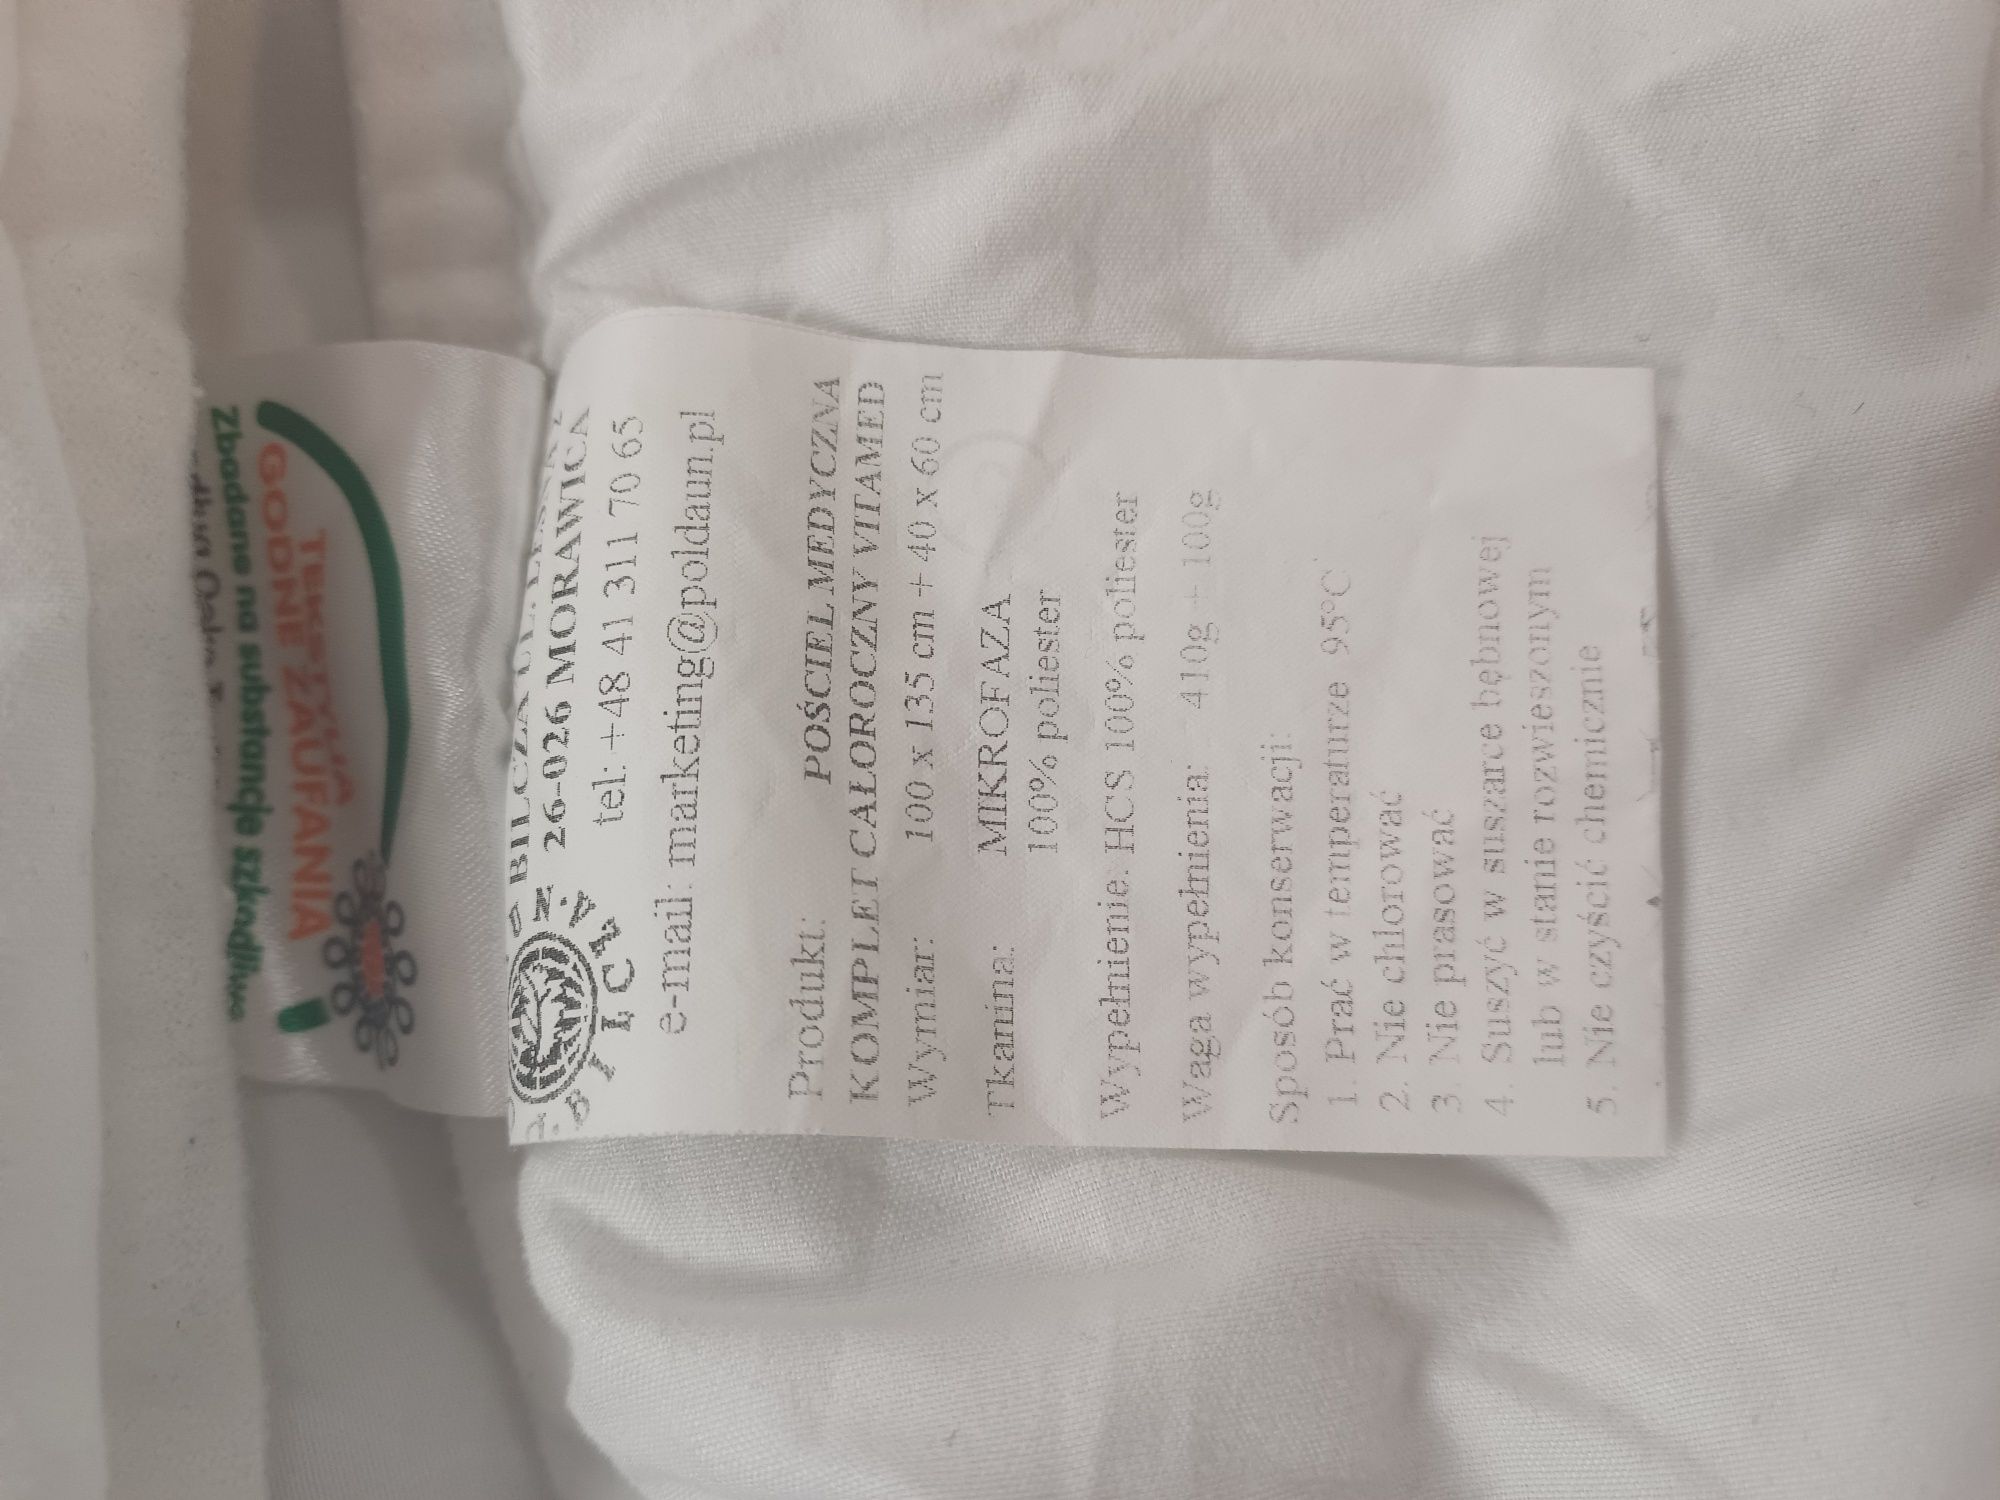 Zbadano na substancje szkodliwe
TEKSTYLIA
GODNE
ZAUFANIA
BILCZA UL.
26-026 MORAWICA
tel: +48 41 311 70 65
e-mail: marketing@poldaun.pl
Produkt: POŚCIEL MEDYCZNA
KOMPLET CAŁOROCZNY VITAMED
Wymiar: 100 x 135 cm + 40 x 60 cm
Tkanina: MIKROFAZA
100% poliester
Wypełnienie: HCS 100% poliester
Waga wypełnienia: 410g + 100g
Sposób konserwacji:
1. Prać w temperaturze 95°C
2. Nie chlorować
3. Nie prasować
4. Suszyć w suszarce bębnowej
lub w stanie rozwieszonym
5. Nie czyścić chemicznie